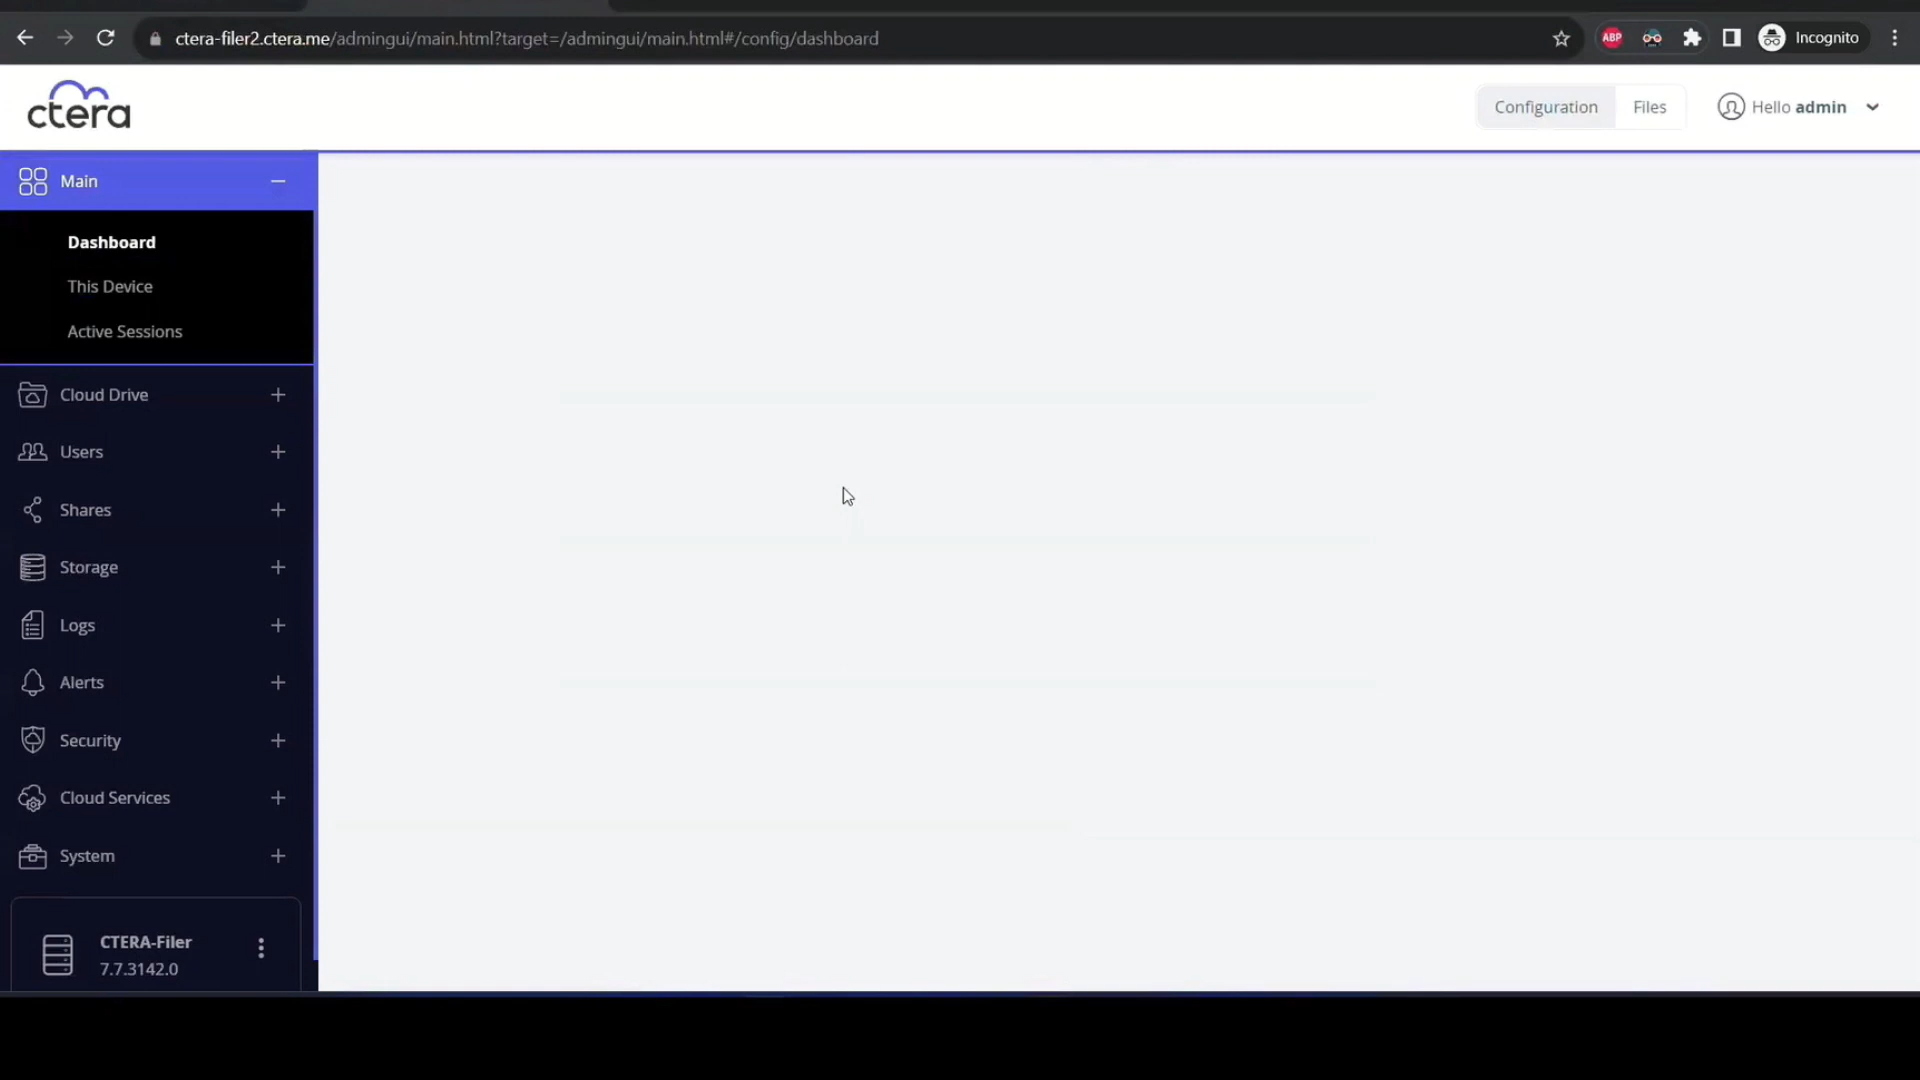 ctera-filer2.ctera.me/admingui/main.html?target=/admingui/main.html#/config/dashboard
ABP
Incognito
ctera
Configuration
Files
Hello admin
Main
Dashboard
This Device
Active Sessions
Cloud Drive
Users
Shares
Storage
Logs
Alerts
Security
Cloud Services
System
CTERA-Filer
7.7.3142.0